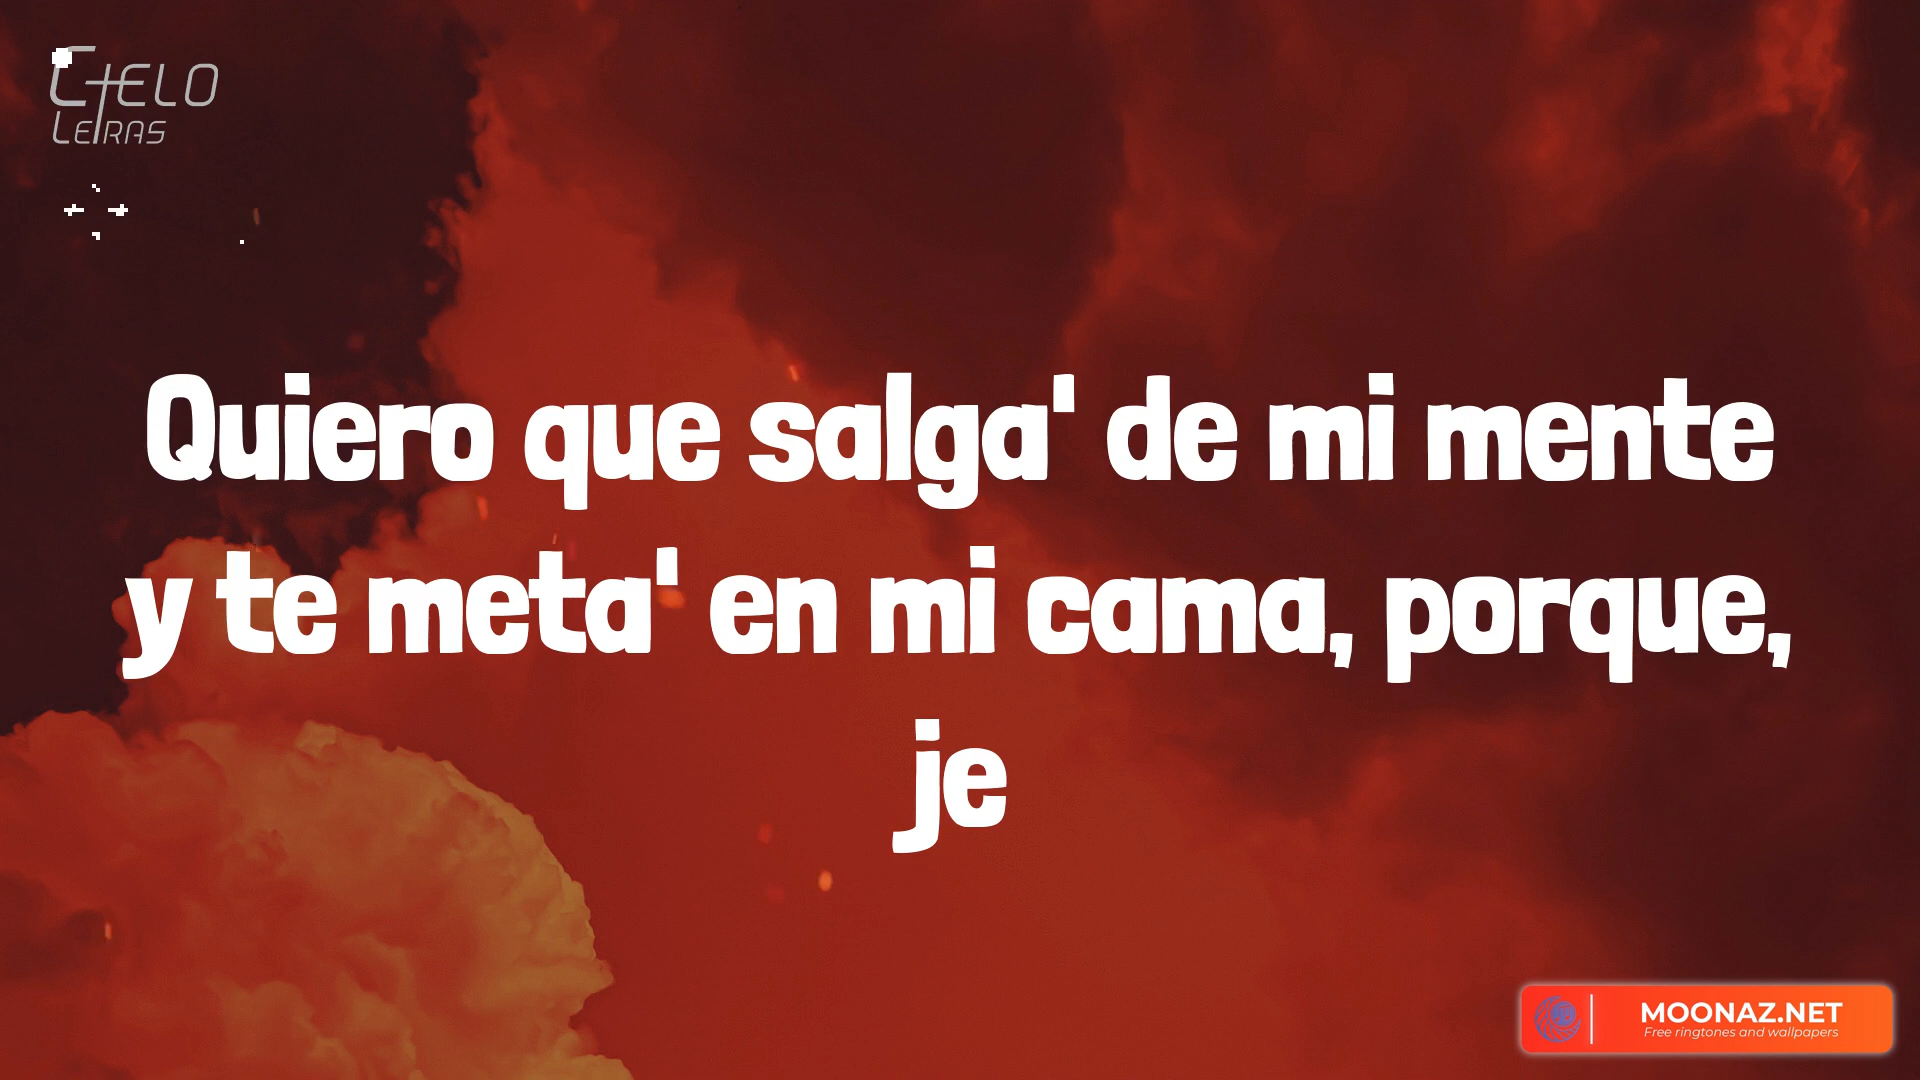 CIELO
LETRAS
Quiero que salga' de mi mente
y te meta' en mi cama, porque,
je
MOONAZ.NET
Free ringtones and wallpapers